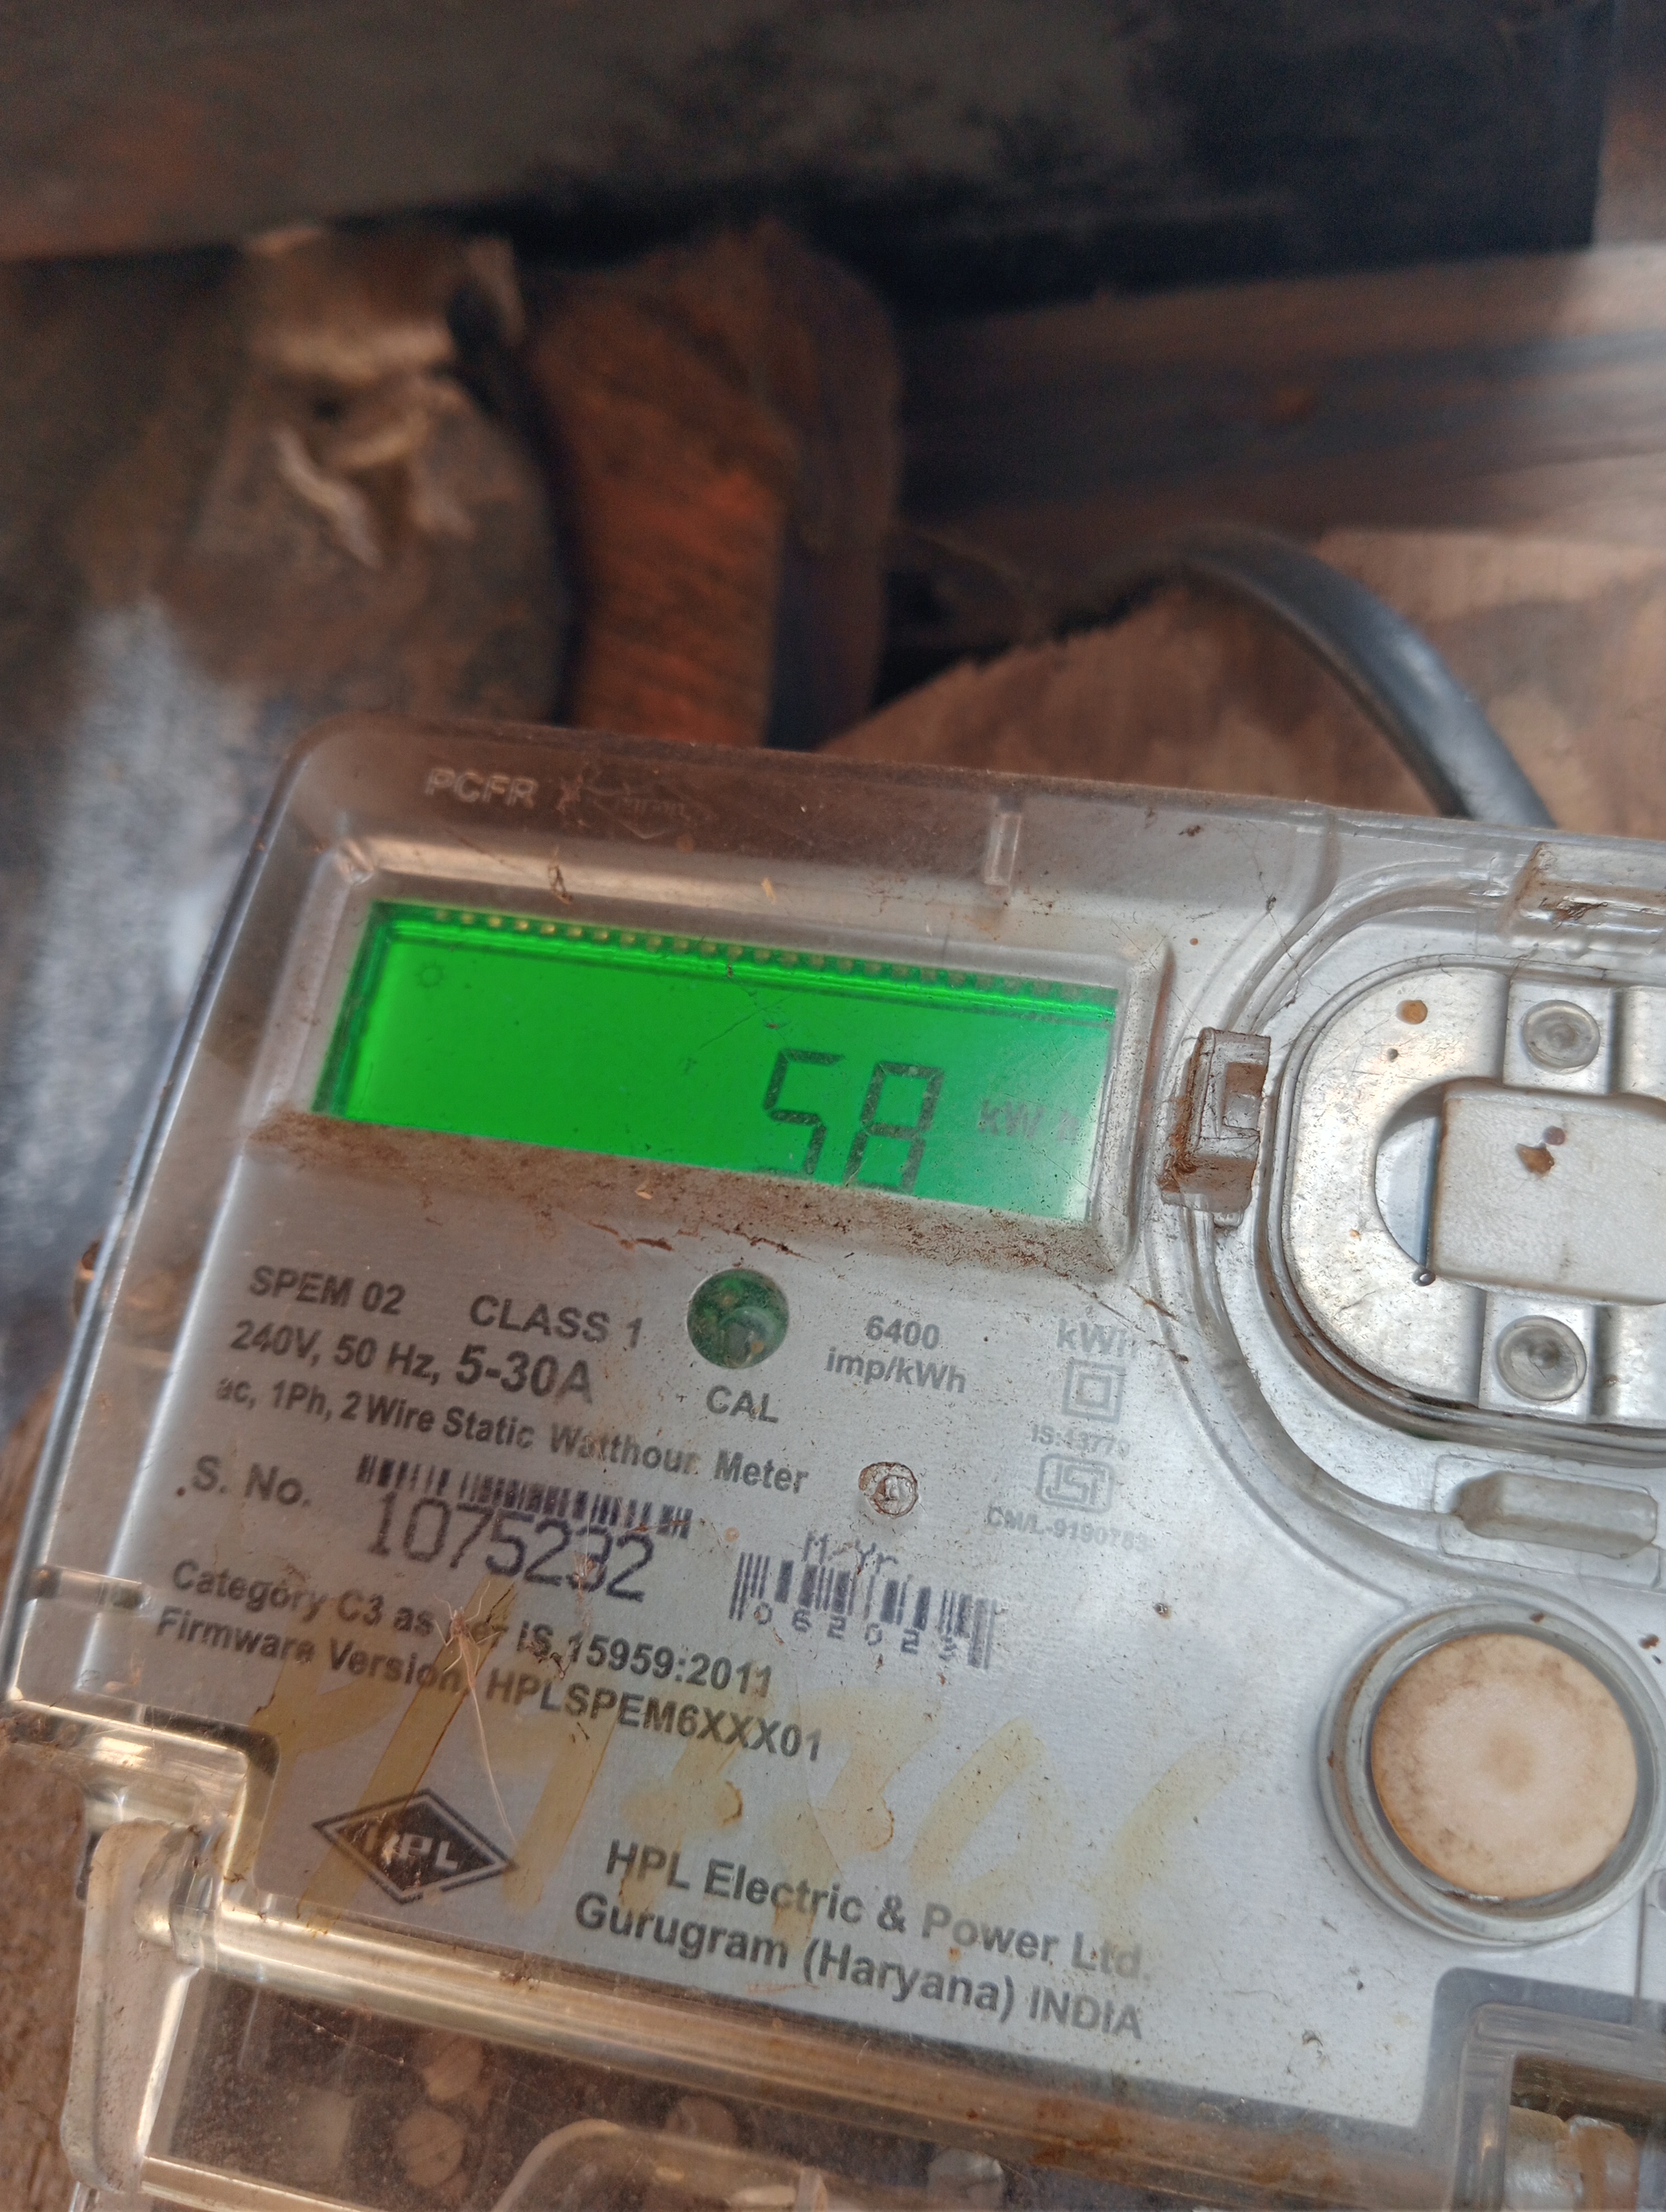 PCFR
58 kWh
SPEM 02 CLASS 1
240V, 50 Hz, 5-30A
ac, 1Ph, 2 Wire Static Watthour Meter
CAL
6400
imp/kWh
kWh
IS:13779
S. No.
1075232
M/Yr.
062023
Category C3 as per IS 15959:2011
Firmware Version: HPLSPEM6XXX01
HPL
HPL Electric & Power Ltd.
Gurugram (Haryana) INDIA